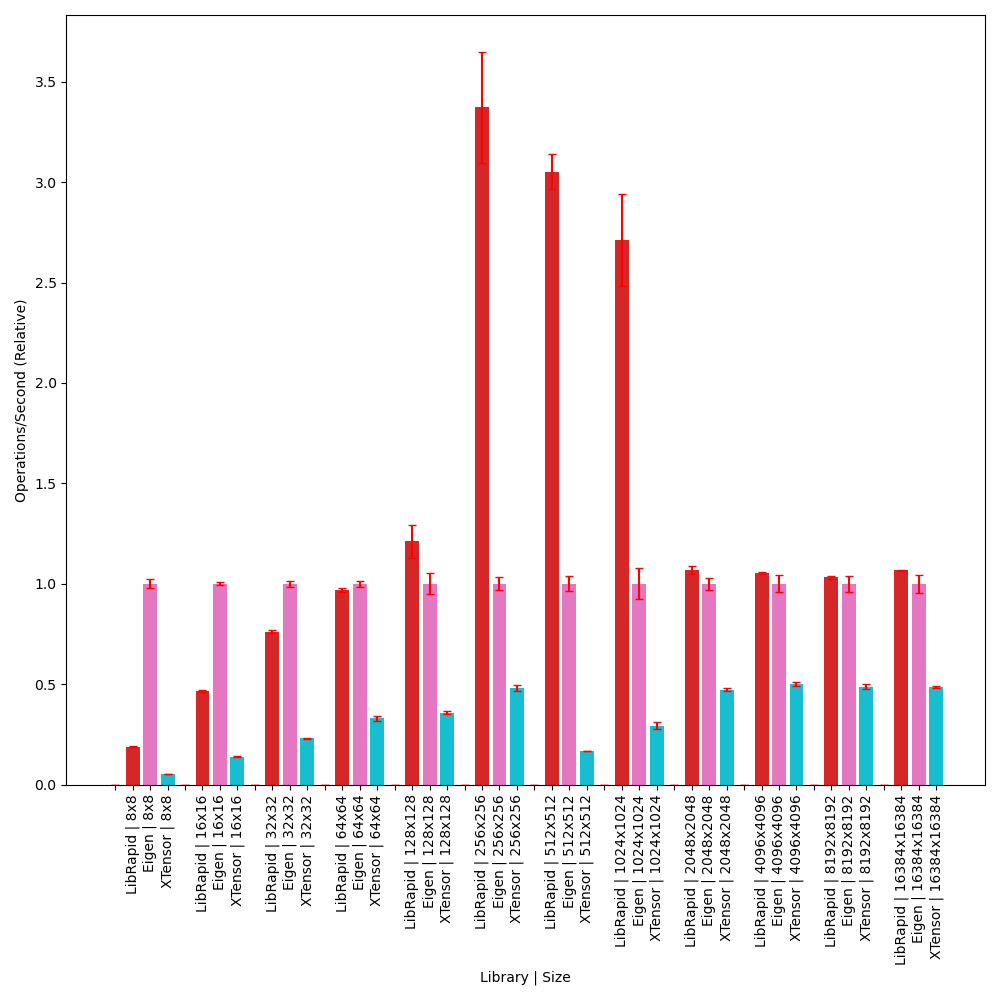 Operations/Second (Relative)
3.5
3.0
2.5
2.0
1.5
1.0
0.5
0.0
LibRapid | 8x8
Eigen | 8x8
XTensor | 8x8
LibRapid | 16x16
Eigen | 16x16
XTensor | 16x16
LibRapid | 32x32
Eigen | 32x32
XTensor | 32x32
LibRapid | 64x64
Eigen | 64x64
XTensor | 64x64
LibRapid | 128x128
Eigen | 128x128
XTensor | 128x128
LibRapid | 256x256
Eigen | 256x256
XTensor | 256x256
LibRapid | 512x512
Eigen | 512x512
XTensor | 512x512
LibRapid | 1024x1024
Eigen | 1024x1024
XTensor | 1024x1024
LibRapid | 2048x2048
Eigen | 2048x2048
XTensor | 2048x2048
LibRapid | 4096x4096
Eigen | 4096x4096
XTensor | 4096x4096
LibRapid | 8192x8192
Eigen | 8192x8192
XTensor | 8192x8192
LibRapid | 16384x16384
Eigen | 16384x16384
XTensor | 16384x16384
Library | Size